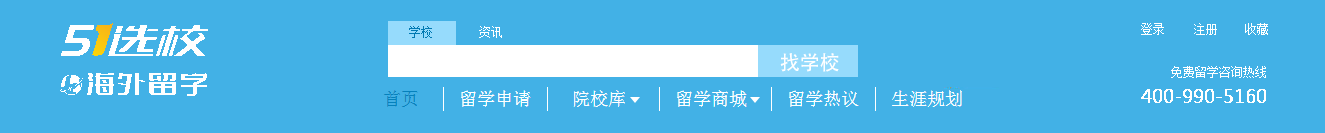 51选校
海外留学
学校 资讯
找学校
首页 留学申请 院校库 留学商城 留学热议 生涯规划
登录 注册 收藏
免费留学咨询热线
400-990-5160